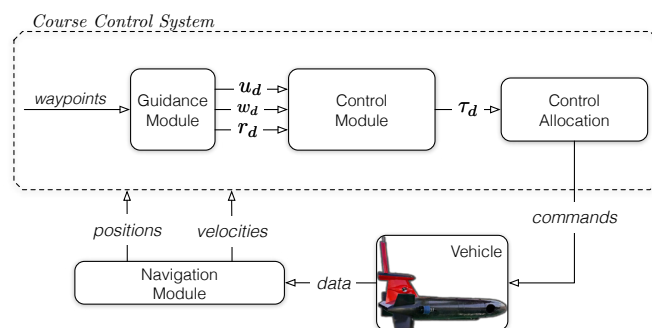 Course Control System
waypoints
Guidance
Module
u_d
w_d
r_d
Control
Module
τ_d
Control
Allocation
positions
velocities
commands
Navigation
Module
data
Vehicle